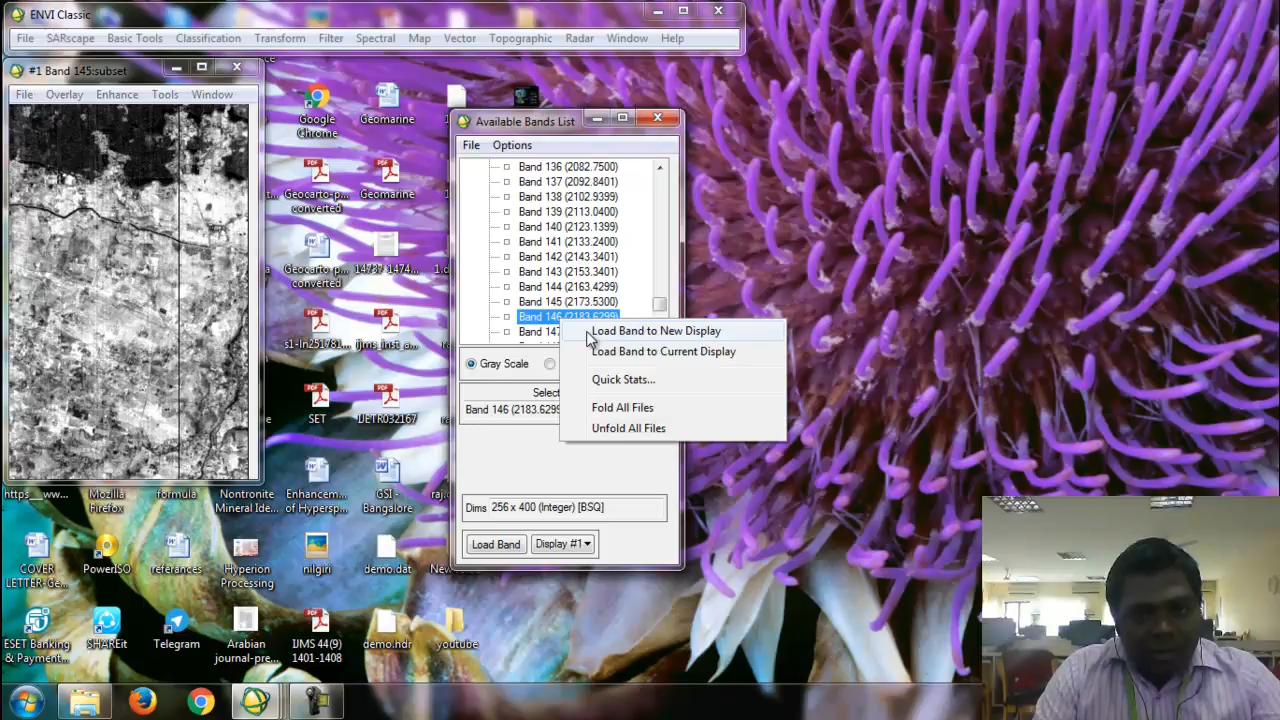 ENVI Classic
File SARscape Basic Tools Classification Transform Filter Spectral Map Vector Topographic Radar Window Help
#1 Band 145:subset
File Overlay Enhance Tools Window
Google Chrome
Geomarine
Geocarto-p... converted
Geomarine
Geocarto-p... converted
s1-ln251781...
ijms_inst_a...
SET
IJETR032167
https___ww...
Mozilla Firefox
formula
Nontronite Mineral Ide...
Enhancem... of Hypersp...
GSI - Bangalore
COVER LETTER-Ge...
PowerISO
referances
Hyperion Processing
nilgiri
demo.dat
ESET Banking & Payment...
SHAREit
Telegram
Arabian journal-pre...
IJMS 44(9) 1401-1408
demo.hdr
youtube
Available Bands List
File Options
Band 136 (2082.7500)
Band 137 (2092.8401)
Band 138 (2102.9399)
Band 139 (2113.0400)
Band 140 (2123.1399)
Band 141 (2133.2400)
Band 142 (2143.3401)
Band 143 (2153.3401)
Band 144 (2163.4299)
Band 145 (2173.5300)
Band 146 (2183.6299)
Band 147
Gray Scale
Select
Band 146 (2183.6299
Load Band to New Display
Load Band to Current Display
Quick Stats...
Fold All Files
Unfold All Files
Dims 256 x 400 (Integer) [BSQ]
Load Band Display #1